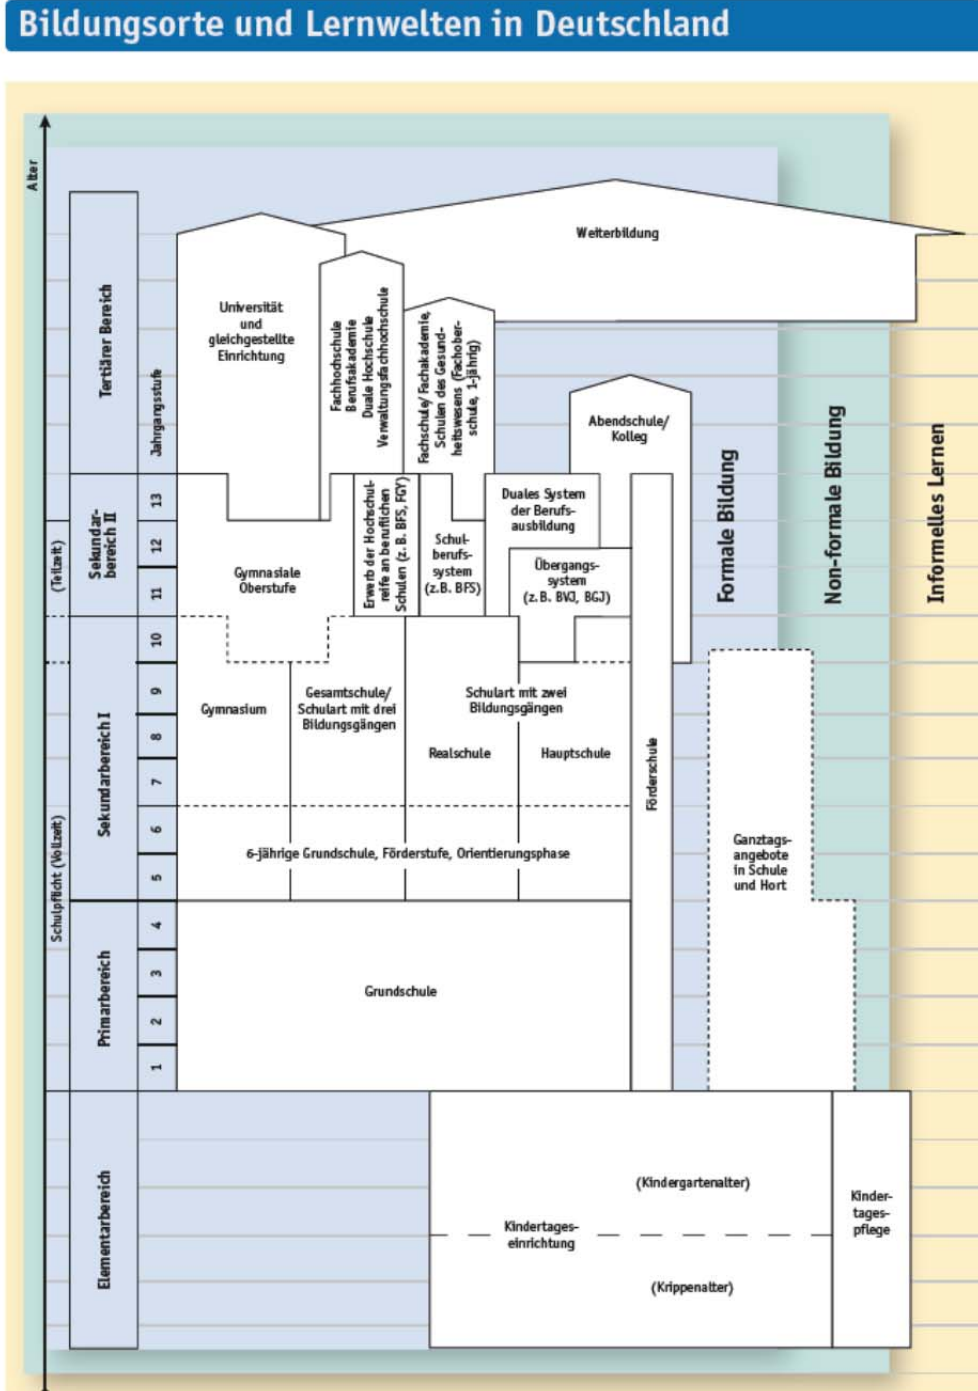 Bildungsorte und Lernwelten in Deutschland
Alter
Weiterbildung
Tertiärer Bereich
Jahrgangsstufe
Universität
und
gleichgestellte
Einrichtung
Fachhochschule
Berufsakademie
Duale Hochschule
Verwaltungsfachhochschule
Fachschule/Fachakademie,
Schulen des Gesund-
heitswesens (Fachober-
schule, 1-jährig)
Abendschule/
Kolleg
Formale Bildung
Non-formale Bildung
Informelles Lernen
(Teilzeit)
Sekundar-
bereich II
13
12
11
Gymnasiale
Oberstufe
Erwerb der Hochschul-
reife an beruflichen
Schulen (z. B. BFS, FGY)
Schul-
berufs-
system
(z.B. BFS)
Duales System
der Berufs-
ausbildung
Übergangs-
system
(z.B. BVJ, BGJ)
Schulpflicht (Vollzeit)
Sekundarbereich I
10
9
8
7
6
5
Gymnasium
Gesamtschule/
Schulart mit drei
Bildungsgängen
Schulart mit zwei
Bildungsgängen
Realschule
Hauptschule
Förderschule
6-jährige Grundschule, Förderstufe, Orientierungsphase
Ganztags-
angebote
in Schule
und Hort
Primarbereich
4
3
2
1
Grundschule
Elementarbereich
(Kindergartenalter)
Kindertages-
einrichtung
(Krippenalter)
Kinder-
tages-
pflege